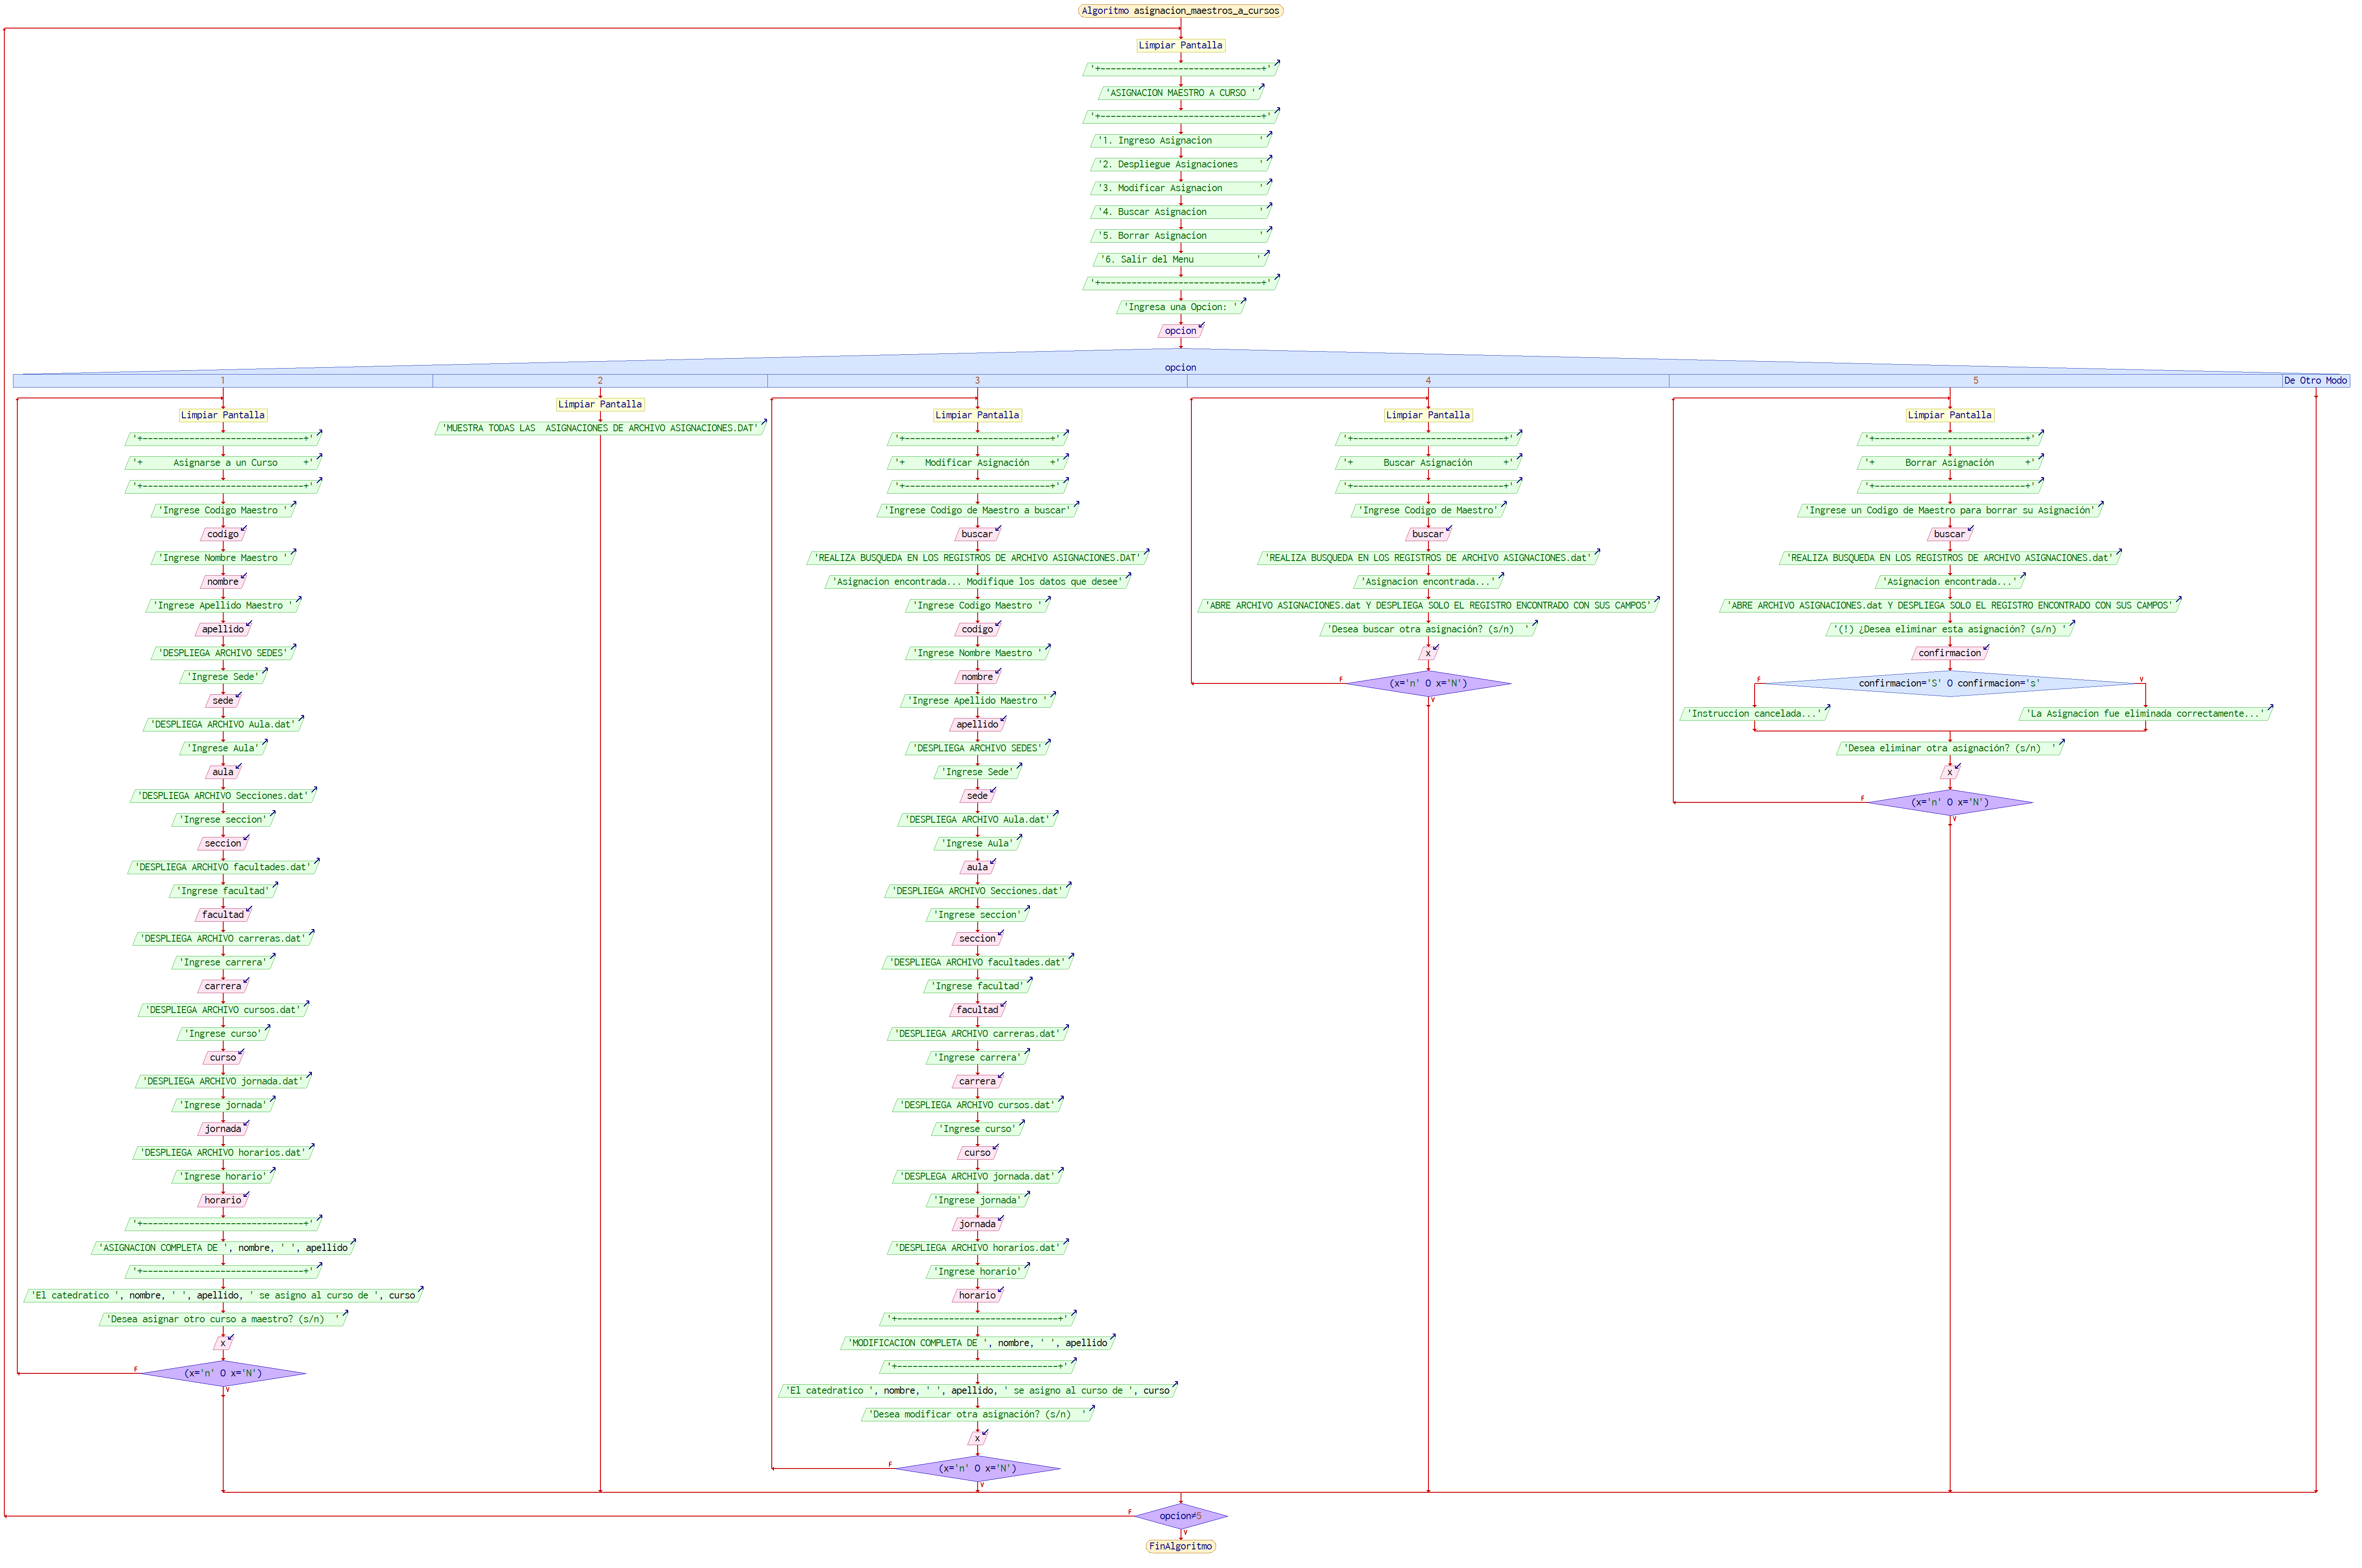 Algoritmo asignacion_maestros_a_cursos
Limpiar Pantalla
'+-------------------------------+'
'ASIGNACION MAESTRO A CURSO '
'+-------------------------------+'
'1. Ingreso Asignacion         '
'2. Despliegue Asignaciones    '
'3. Modificar Asignacion       '
'4. Buscar Asignacion          '
'5. Borrar Asignacion          '
'6. Salir del Menu            '
'+-------------------------------+'
'Ingresa una Opcion: '
opcion
opcion
1
2
3
4
5
De Otro Modo
Limpiar Pantalla
'+-------------------------------+'
'+      Asignarse a un Curso     +'
'+-------------------------------+'
'Ingrese Codigo Maestro '
codigo
'Ingrese Nombre Maestro '
nombre
'Ingrese Apellido Maestro '
apellido
'DESPLIEGA ARCHIVO SEDES'
'Ingrese Sede'
sede
'DESPLIEGA ARCHIVO Aula.dat'
'Ingrese Aula'
aula
'DESPLIEGA ARCHIVO Secciones.dat'
'Ingrese seccion'
seccion
'DESPLIEGA ARCHIVO facultades.dat'
'Ingrese facultad'
facultad
'DESPLIEGA ARCHIVO carreras.dat'
'Ingrese carrera'
carrera
'DESPLIEGA ARCHIVO cursos.dat'
'Ingrese curso'
curso
'DESPLIEGA ARCHIVO jornada.dat'
'Ingrese jornada'
jornada
'DESPLIEGA ARCHIVO horarios.dat'
'Ingrese horario'
horario
'+-------------------------------+'
'ASIGNACION COMPLETA DE ', nombre, ' ', apellido
'+-------------------------------+'
'El catedratico ', nombre, ' ', apellido, ' se asigno al curso de ', curso
'Desea asignar otro curso a maestro? (s/n)  '
x
F
(x='n' O x='N')
V
Limpiar Pantalla
'MUESTRA TODAS LAS  ASIGNACIONES DE ARCHIVO ASIGNACIONES.DAT'
Limpiar Pantalla
'+----------------------------+'
'+    Modificar Asignación    +'
'+----------------------------+'
'Ingrese Codigo de Maestro a buscar'
buscar
'REALIZA BUSQUEDA EN LOS REGISTROS DE ARCHIVO ASIGNACIONES.DAT'
'Asignacion encontrada... Modifique los datos que desee'
'Ingrese Codigo Maestro '
codigo
'Ingrese Nombre Maestro '
nombre
'Ingrese Apellido Maestro '
apellido
'DESPLIEGA ARCHIVO SEDES'
'Ingrese Sede'
sede
'DESPLIEGA ARCHIVO Aula.dat'
'Ingrese Aula'
aula
'DESPLIEGA ARCHIVO Secciones.dat'
'Ingrese seccion'
seccion
'DESPLIEGA ARCHIVO facultades.dat'
'Ingrese facultad'
facultad
'DESPLIEGA ARCHIVO carreras.dat'
'Ingrese carrera'
carrera
'DESPLIEGA ARCHIVO cursos.dat'
'Ingrese curso'
curso
'DESPLEGA ARCHIVO jornada.dat'
'Ingrese jornada'
jornada
'DESPLIEGA ARCHIVO horarios.dat'
'Ingrese horario'
horario
'+-------------------------------+'
'MODIFICACION COMPLETA DE ', nombre, ' ', apellido
'+-------------------------------+'
'El catedratico ', nombre, ' ', apellido, ' se asigno al curso de ', curso
'Desea modificar otra asignación? (s/n)  '
x
F
(x='n' O x='N')
V
Limpiar Pantalla
'+-----------------------------+'
'+      Buscar Asignación      +'
'+-----------------------------+'
'Ingrese Codigo de Maestro'
buscar
'REALIZA BUSQUEDA EN LOS REGISTROS DE ARCHIVO ASIGNACIONES.dat'
'Asignacion encontrada...'
'ABRE ARCHIVO ASIGNACIONES.dat Y DESPLIEGA SOLO EL REGISTRO ENCONTRADO CON SUS CAMPOS'
'Desea buscar otra asignación? (s/n)  '
x
F
(x='n' O x='N')
V
Limpiar Pantalla
'+-----------------------------+'
'+      Borrar Asignación      +'
'+-----------------------------+'
'Ingrese un Codigo de Maestro para borrar su Asignación'
buscar
'REALIZA BUSQUEDA EN LOS REGISTROS DE ARCHIVO ASIGNACIONES.dat'
'Asignacion encontrada...'
'ABRE ARCHIVO ASIGNACIONES.dat Y DESPLIEGA SOLO EL REGISTRO ENCONTRADO CON SUS CAMPOS'
'(!) ¿Desea eliminar esta asignación? (s/n) '
confirmacion
F
confirmacion='S' O confirmacion='s'
V
'Instruccion cancelada...'
'La Asignacion fue eliminada correctamente...'
'Desea eliminar otra asignación? (s/n)  '
x
F
(x='n' O x='N')
V
F
opcion≠5
V
FinAlgoritmo